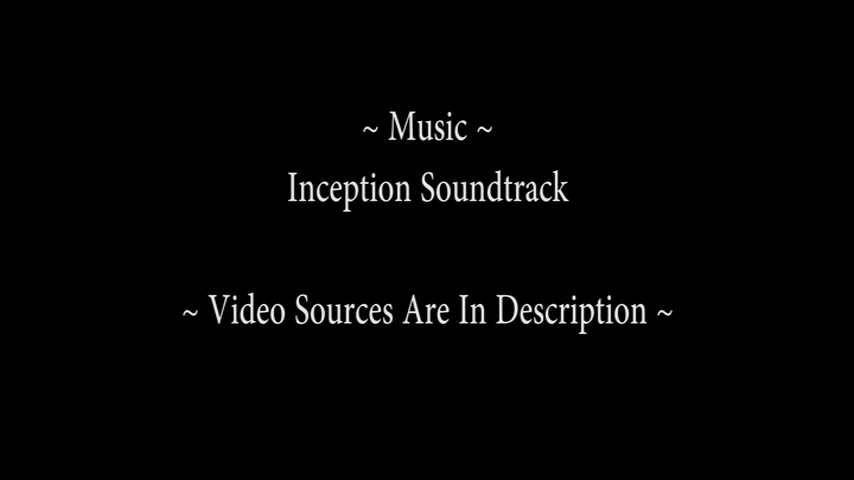 ~ Music ~
Inception Soundtrack
~ Video Sources Are In Description ~